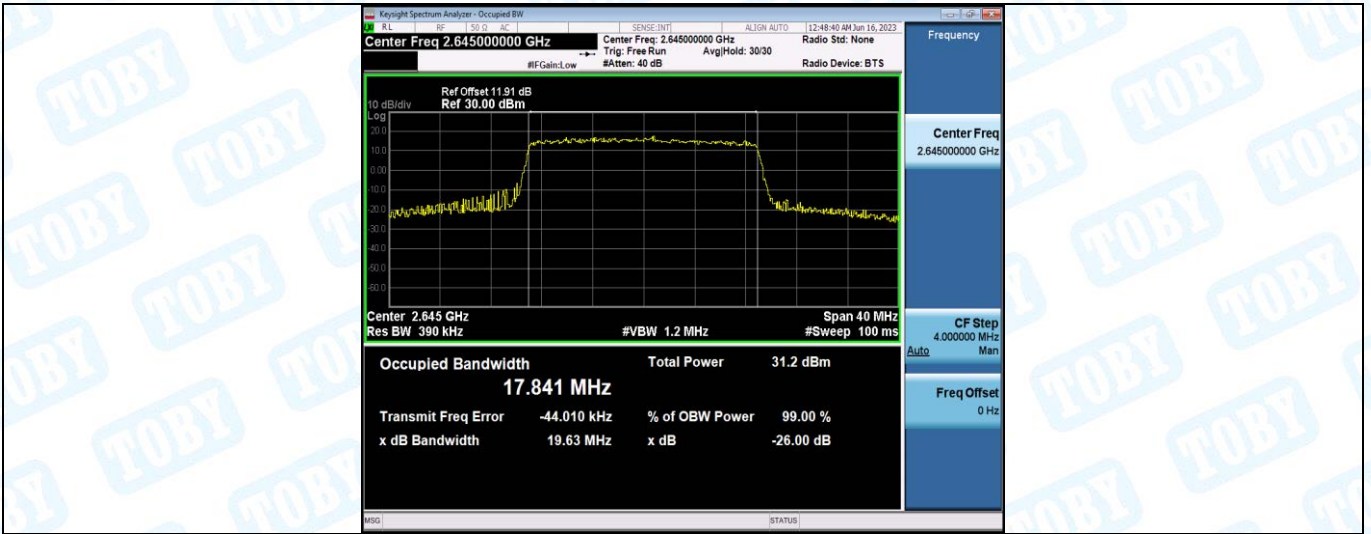 Keysight Spectrum Analyzer - Occupied BW
RL RF 50 Ω AC SENSE:INT ALIGN AUTO 12:48:40 AM Jun 16, 2023
Center Freq 2.645000000 GHz
Center Freq: 2.645000000 GHz Radio Std: None
Trig: Free Run Avg|Hold: 30/30
#IFGain:Low #Atten: 40 dB Radio Device: BTS
Ref Offset 11.91 dB
10 dB/div Ref 30.00 dBm
Log
20.0
10.0
0.00
-10.0
-20.0
-30.0
-40.0
-50.0
-60.0
Center 2.645 GHz Span 40 MHz
Res BW 390 kHz #VBW 1.2 MHz #Sweep 100 ms
Occupied Bandwidth Total Power 31.2 dBm
17.841 MHz
Transmit Freq Error -44.010 kHz % of OBW Power 99.00 %
x dB Bandwidth 19.63 MHz x dB -26.00 dB
MSG STATUS
Frequency
Center Freq
2.645000000 GHz
CF Step
4.000000 MHz
Auto Man
Freq Offset
0 Hz
TOBY